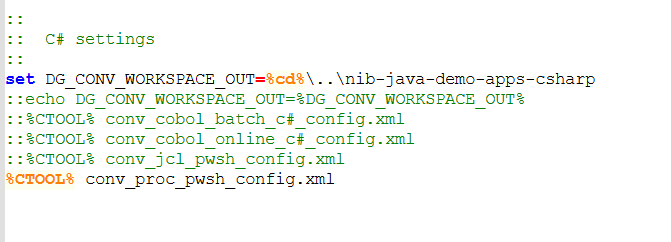 ::
::  C# settings
::
set DG_CONV_WORKSPACE_OUT=%cd%\..\nib-java-demo-apps-csharp
::echo DG_CONV_WORKSPACE_OUT=%DG_CONV_WORKSPACE_OUT%
::%CTOOL% conv_cobol_batch_c#_config.xml
::%CTOOL% conv_cobol_online_c#_config.xml
::%CTOOL% conv_jcl_pwsh_config.xml
%CTOOL% conv_proc_pwsh_config.xml